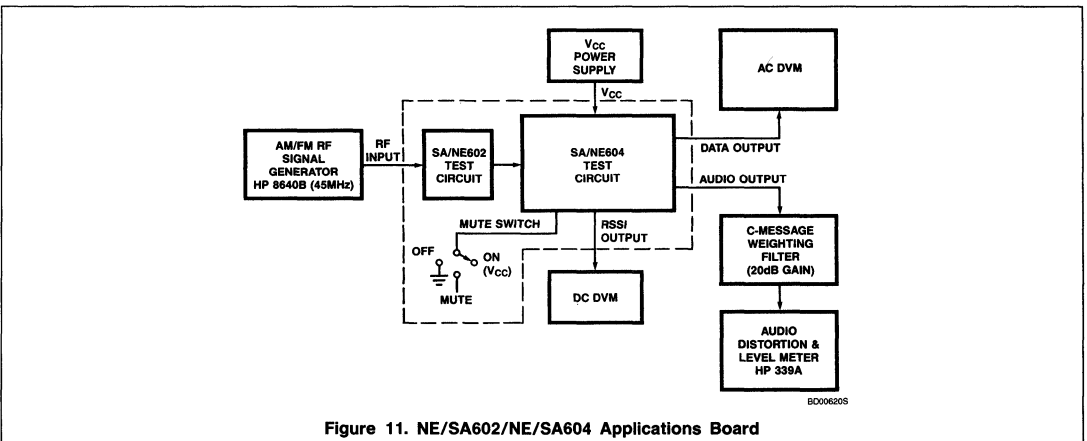 VCC
POWER
SUPPLY
AC DVM
VCC
AM/FM RF
SIGNAL
GENERATOR
HP 8640B (45MHz)
RF
INPUT
SA/NE602
TEST
CIRCUIT
SA/NE604
TEST
CIRCUIT
DATA OUTPUT
AUDIO OUTPUT
MUTE SWITCH
RSSI
OUTPUT
OFF
ON
(VCC)
MUTE
DC DVM
C-MESSAGE
WEIGHTING
FILTER
(20dB GAIN)
AUDIO
DISTORTION &
LEVEL METER
HP 339A
BD00620S
Figure 11. NE/SA602/NE/SA604 Applications Board